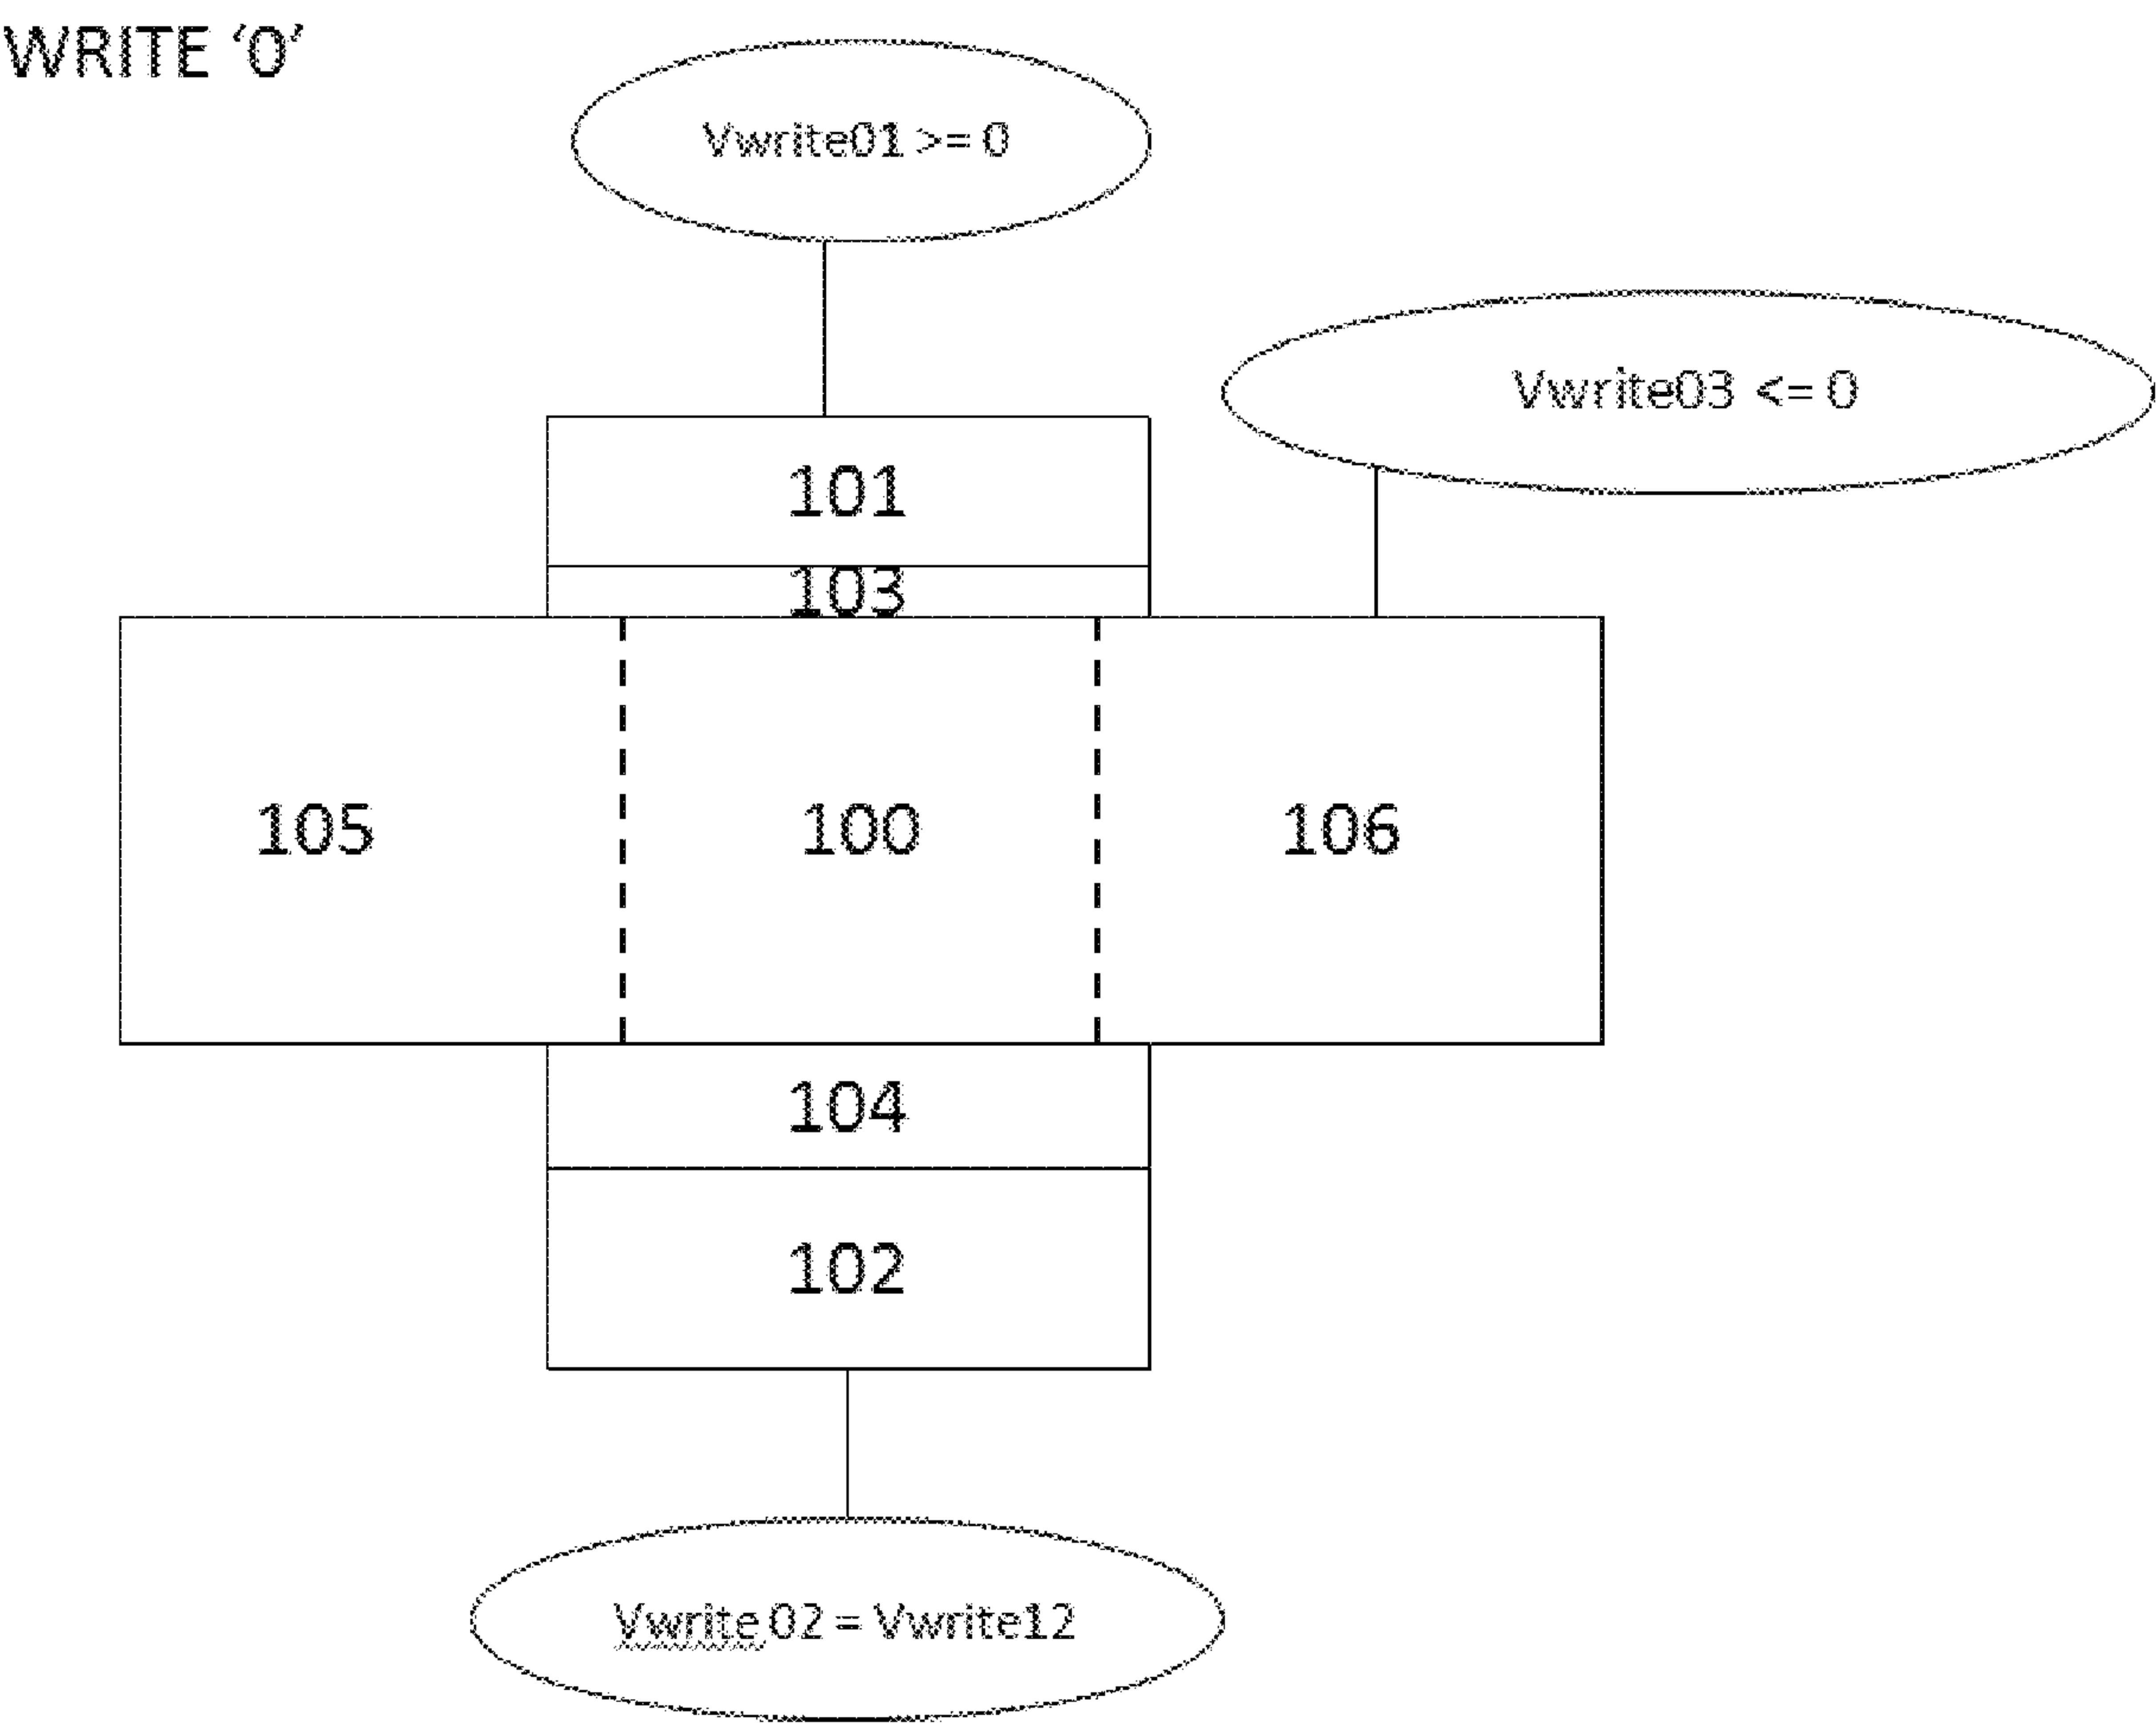 WRITE ‘0’
Vwrite01 >= 0
Vwrite03 <= 0
101
103
105 100 106
104
102
Vwrite 02 = Vwrite12